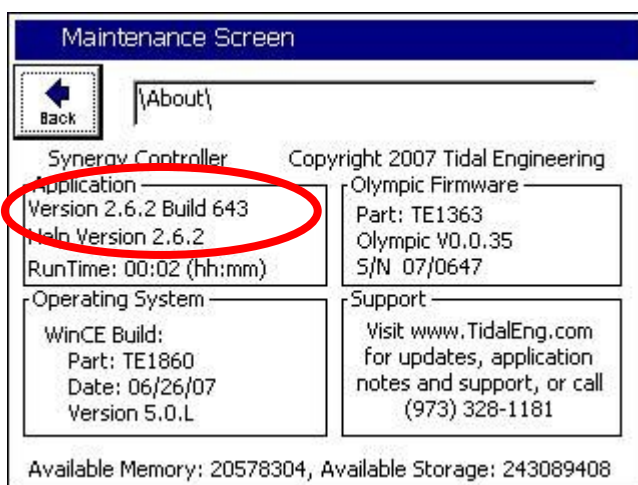 Maintenance Screen
Back
\About\
Synergy Controller
Copyright 2007 Tidal Engineering
Application
Version 2.6.2 Build 643
Help Version 2.6.2
RunTime: 00:02 (hh:mm)
Olympic Firmware
Part: TE1363
Olympic V0.0.35
S/N 07/0647
Operating System
WinCE Build:
Part: TE1860
Date: 06/26/07
Version 5.0.L
Support
Visit www.TidalEng.com
for updates, application
notes and support, or call
(973) 328-1181
Available Memory: 20578304, Available Storage: 243089408